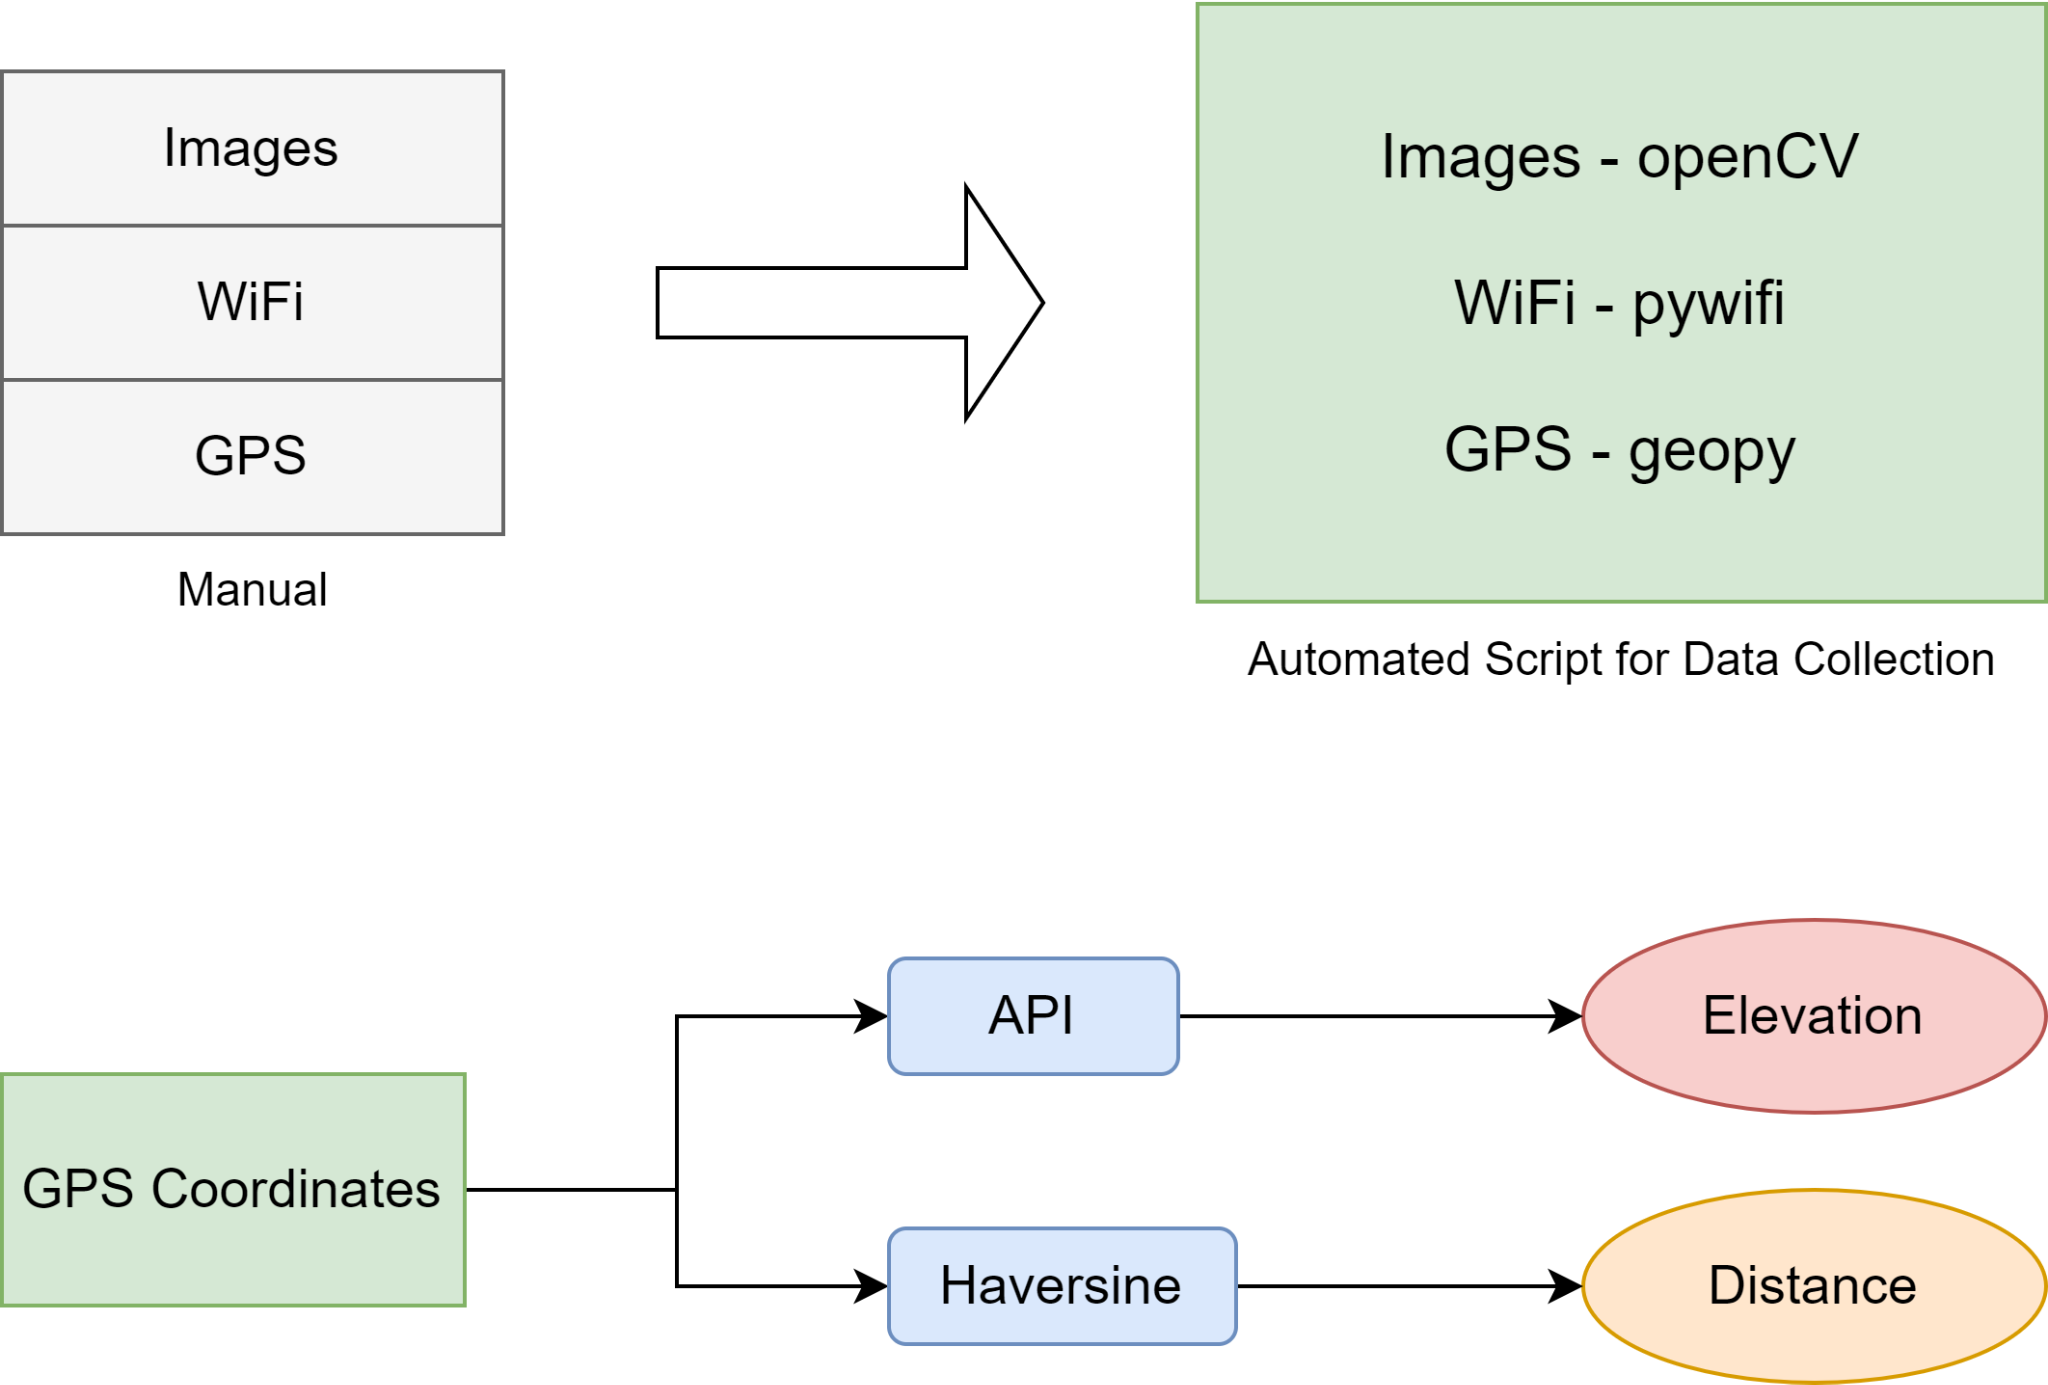 Images
WiFi
GPS
Manual
Images - openCV
WiFi - pywifi
GPS - geopy
Automated Script for Data Collection
GPS Coordinates
API
Elevation
Haversine
Distance